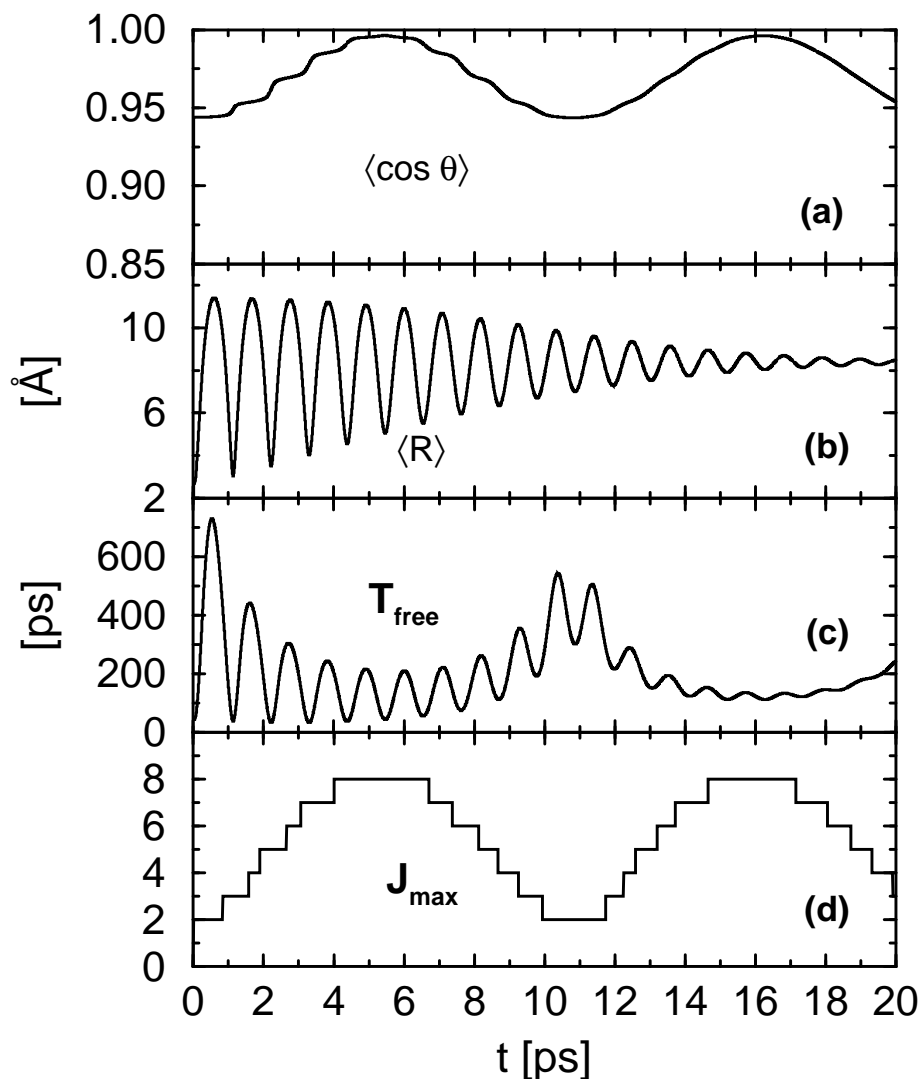 1.00
0.95
0.90
0.85
⟨cos θ⟩
(a)
10
6
2
[Å]
⟨R⟩
(b)
600
400
200
0
[ps]
T_free
(c)
8
6
4
2
0
J_max
(d)
0 2 4 6 8 10 12 14 16 18 20
t [ps]